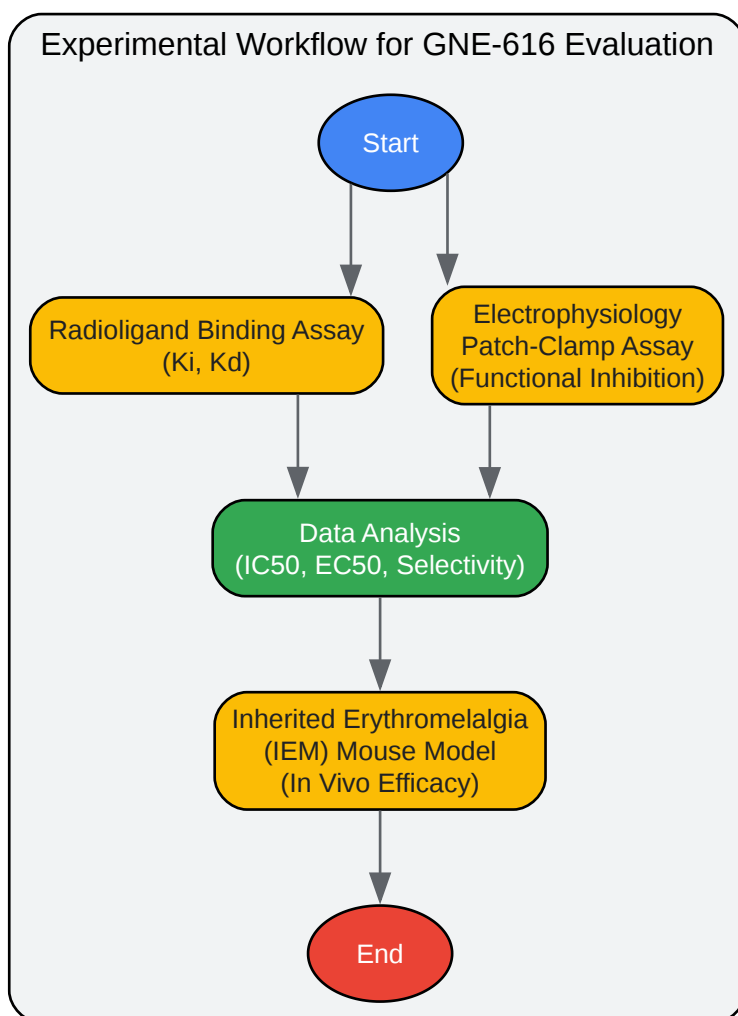 Experimental Workflow for GNE-616 Evaluation
Start
Radioligand Binding Assay
(Ki, Kd)
Electrophysiology
Patch-Clamp Assay
(Functional Inhibition)
Data Analysis
(IC50, EC50, Selectivity)
Inherited Erythromelalgia
(IEM) Mouse Model
(In Vivo Efficacy)
End